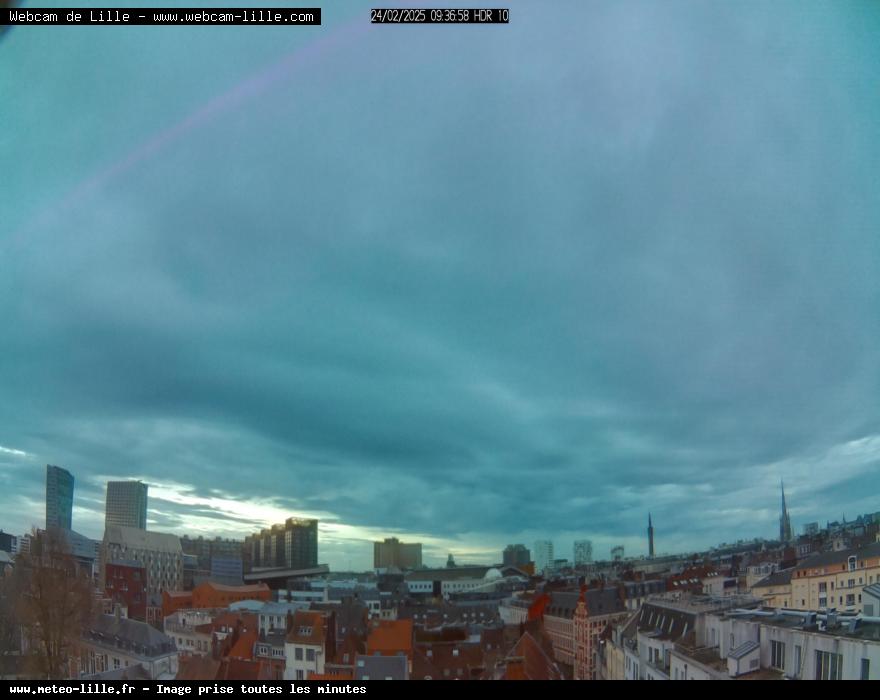 Webcam de Lille - www.webcam-lille.com
24/02/2025 09:36:58 HDR 10
www.meteo-lille.fr - Image prise toutes les minutes